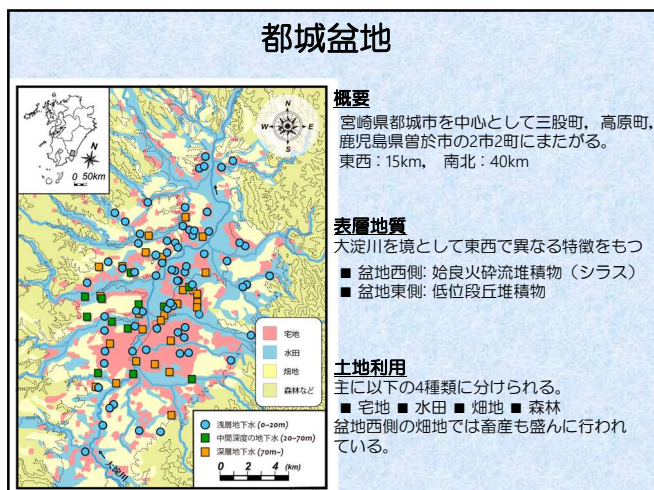 都城盆地
N
W
E
S
N
0 50km
宅地
水田
畑地
森林など
浅層地下水 (0-20m)
中間深度の地下水 (20-70m)
深層地下水 (70m-)
0 2 4 (km)
大淀川
概要
宮崎県都城市を中心として三股町，高原町，
鹿児島県曽於市の2市2町にまたがる。
東西：15km， 南北：40km
表層地質
大淀川を境として東西で異なる特徴をもつ
■ 盆地西側: 姶良火砕流堆積物（シラス）
■ 盆地東側: 低位段丘堆積物
土地利用
主に以下の4種類に分けられる。
■ 宅地 ■ 水田 ■ 畑地 ■ 森林
盆地西側の畑地では畜産も盛んに行われ
ている。